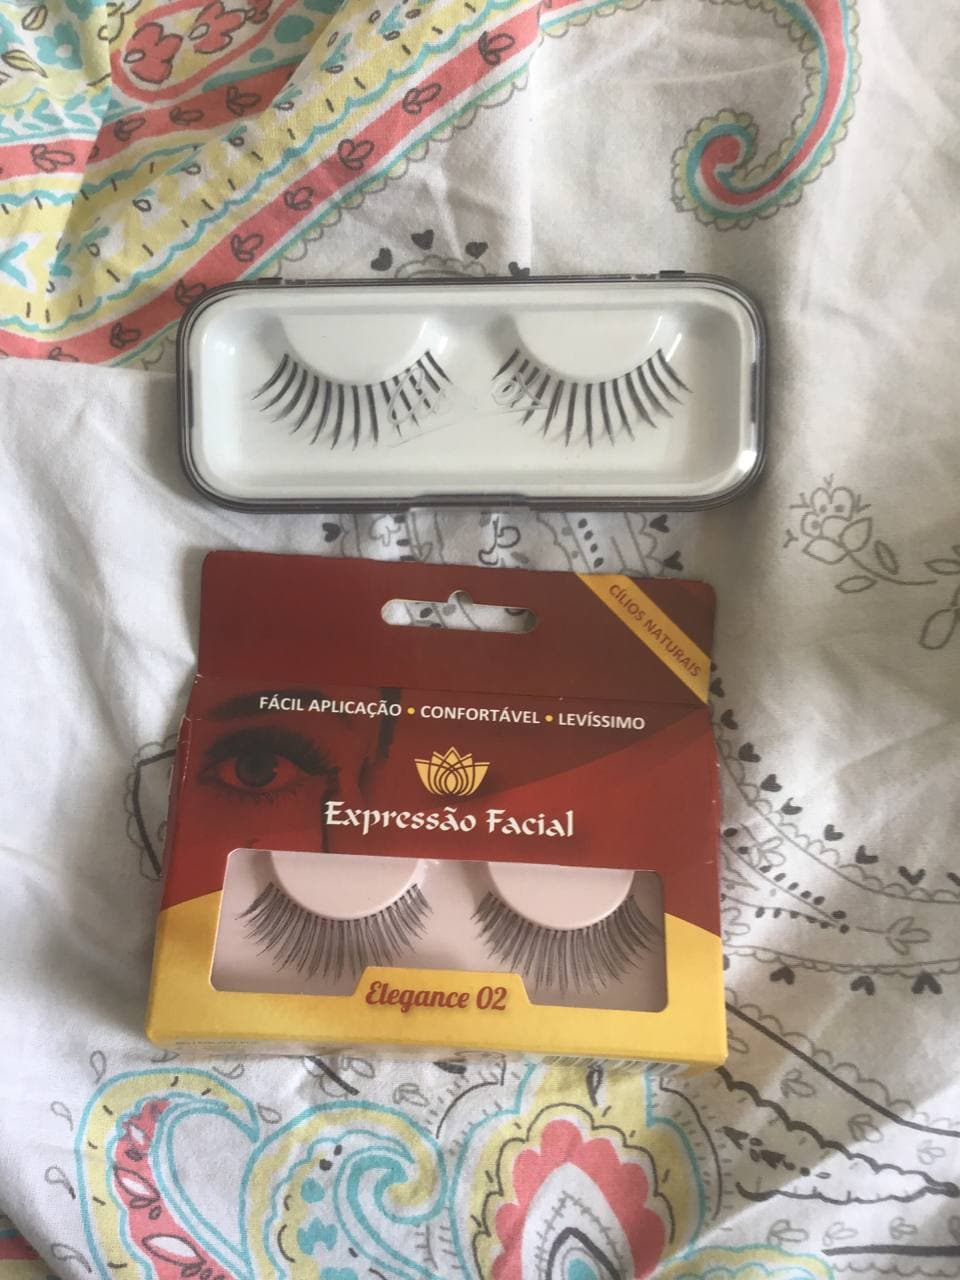 CÍLIOS NATURAIS
FÁCIL APLICAÇÃO • CONFORTÁVEL • LEVÍSSIMO
Expressão Facial
Elegance 02